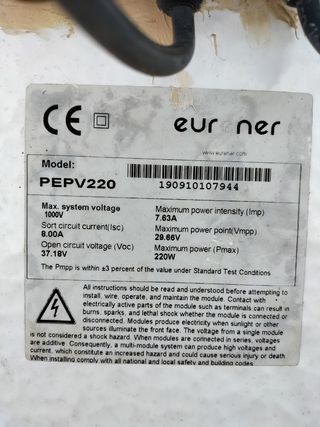 CE eur ner
www.euraner.com
Model:
PEPV220 190910107944
Max. system voltage
1000V
Sort circuit current(Isc)
8.00A
Open circuit voltage (Voc)
37.18V
Maximum power intensity (Imp)
7.63A
Maximum power point(Vmpp)
29.66V
Maximum power (Pmax)
220W
The Pmpp is within ±3 percent of the value under Standard Test Conditions
All instructions should be read and understood before attempting to
install, wire, operate, and maintain the module. Contact with
electrically active parts of the module such as terminals can result in
burns, sparks, and lethal shock whether the module is connected or
disconnected. Modules produce electricity when sunlight or other
sources illuminate the front face. The voltage from a single module
is not considered a shock hazard. When modules are connected in series, voltages
are additive. Consequently, a multi-module system can produce high voltages and
current, which constitute an increased hazard and could cause serious injury or death.
When installing comply with all national and local safety and building codes.